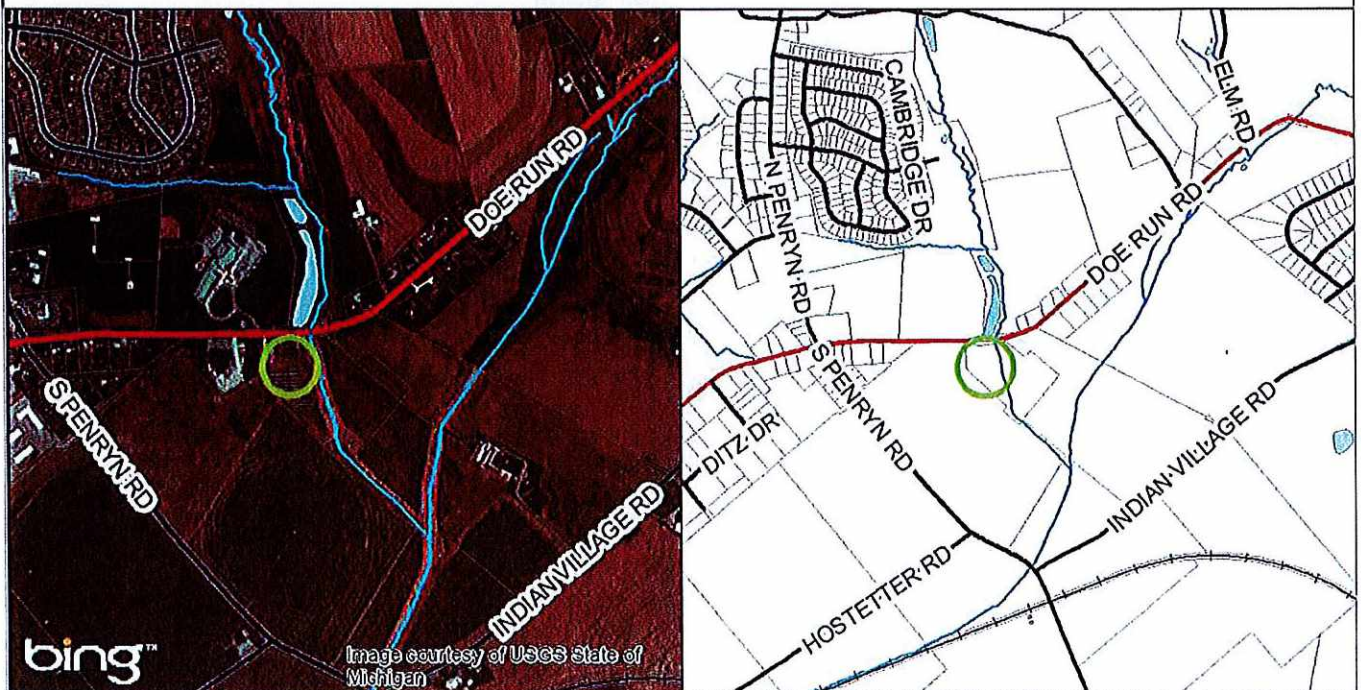 DOE RUN RD
S PENRYN RD
INDIAN VILLAGE RD
bing™
Image courtesy of USGS State of
Michigan
CAMBRIDGE DR
ELM RD
N PENRYN RD
DOE RUN RD
S PENRYN RD
DITZ DR
INDIAN VILLAGE RD
HOSTETTER RD